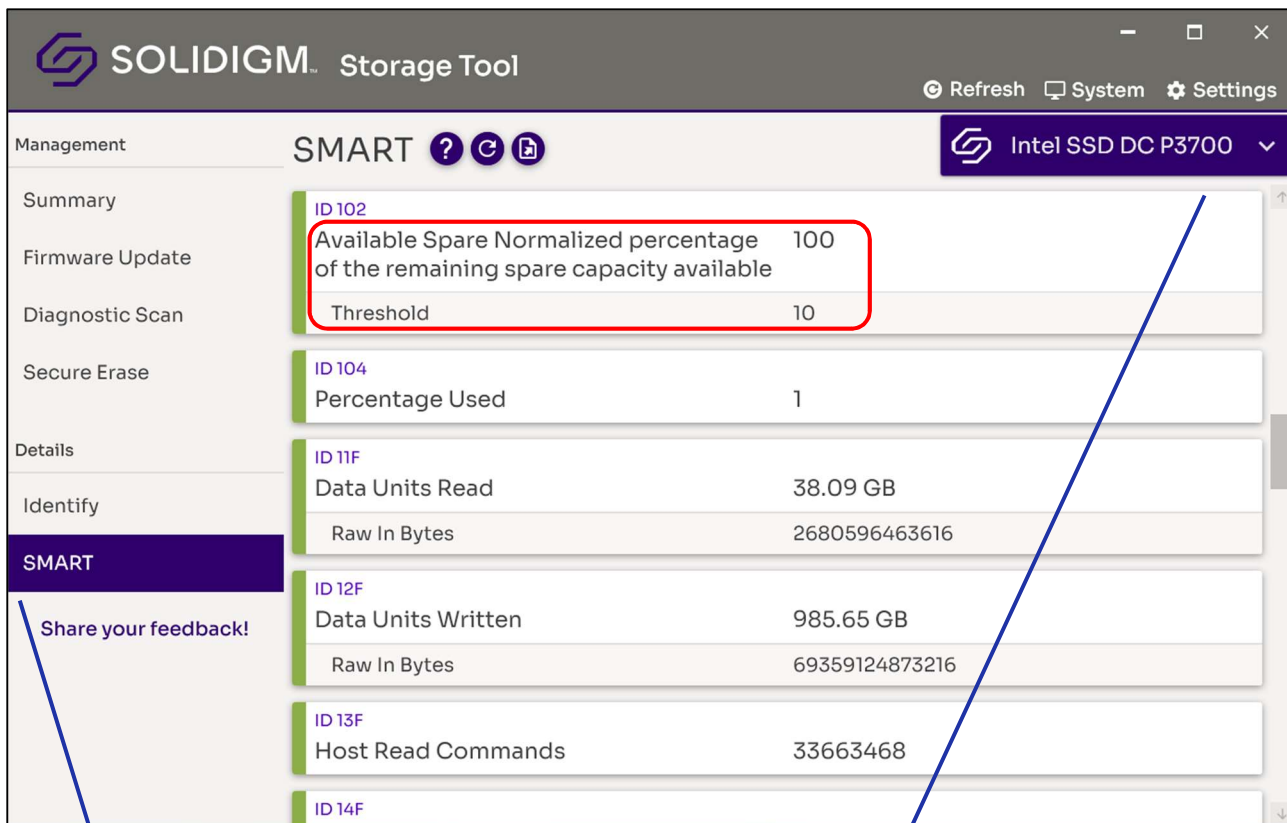 SOLIDIGM™ Storage Tool
Refresh System Settings
Management
Summary
Firmware Update
Diagnostic Scan
Secure Erase
Details
Identify
SMART
Share your feedback!
SMART ?
Intel SSD DC P3700
ID 102
Available Spare Normalized percentage 100
of the remaining spare capacity available
Threshold 10
ID 104
Percentage Used 1
ID 11F
Data Units Read 38.09 GB
Raw In Bytes 2680596463616
ID 12F
Data Units Written 985.65 GB
Raw In Bytes 69359124873216
ID 13F
Host Read Commands 33663468
ID 14F